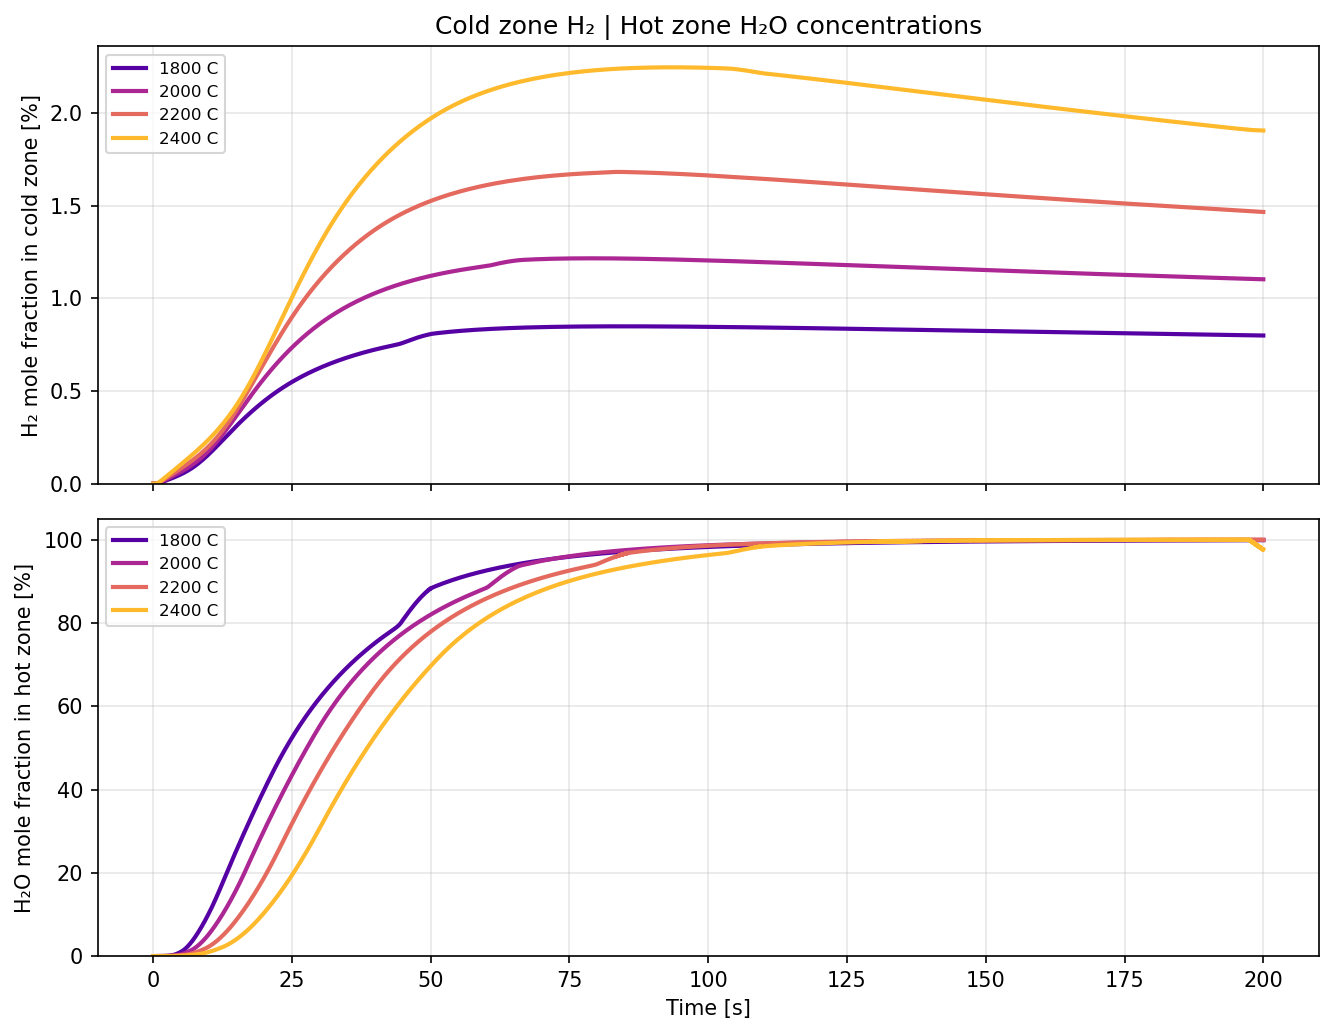 Cold zone H₂ | Hot zone H₂O concentrations
H₂ mole fraction in cold zone [%]
2.0
1.5
1.0
0.5
0.0
1800 C
2000 C
2200 C
2400 C
H₂O mole fraction in hot zone [%]
100
80
60
40
20
0
1800 C
2000 C
2200 C
2400 C
0 25 50 75 100 125 150 175 200
Time [s]